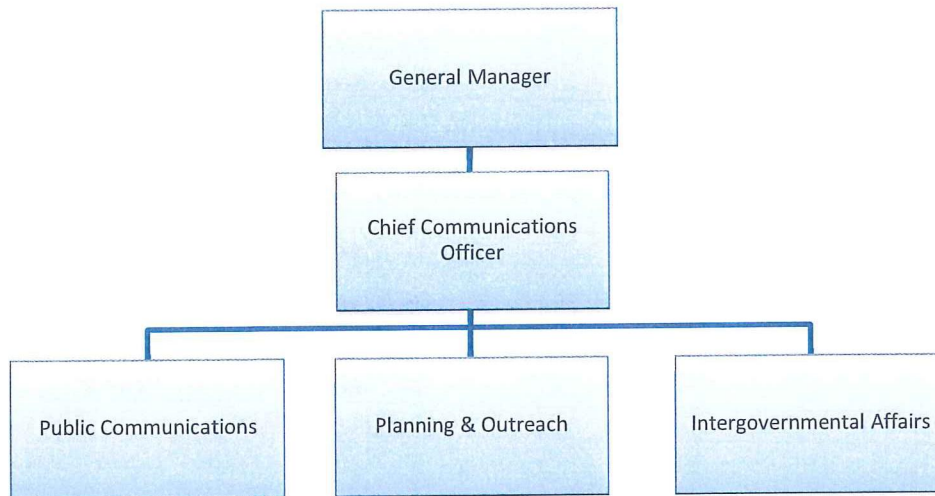 General Manager
Chief Communications
Officer
Public Communications
Planning & Outreach
Intergovernmental Affairs